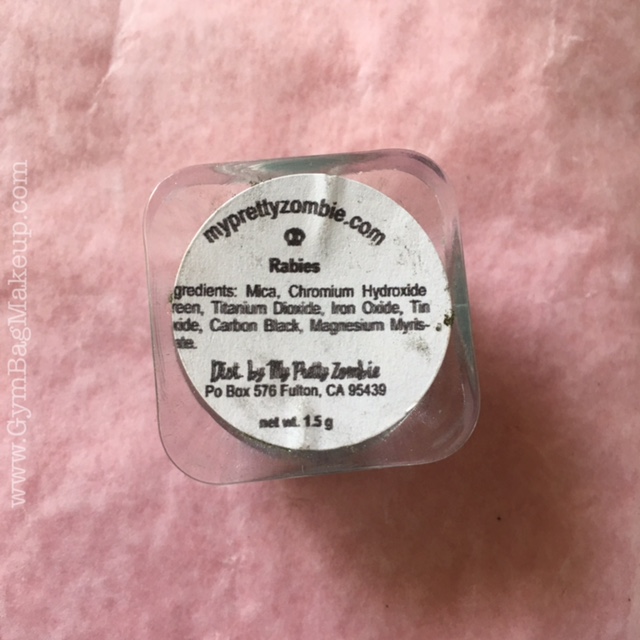 myprettyzombie.com
Rabies
gredients: Mica, Chromium Hydroxide
reen, Titanium Dioxide, Iron Oxide, Tin
xide, Carbon Black, Magnesium Myris-
ate.
Dist. by My Pretty Zombie
Po Box 576 Fulton, CA 95439
net wt. 1.5 g
www.GymBagMakeup.com